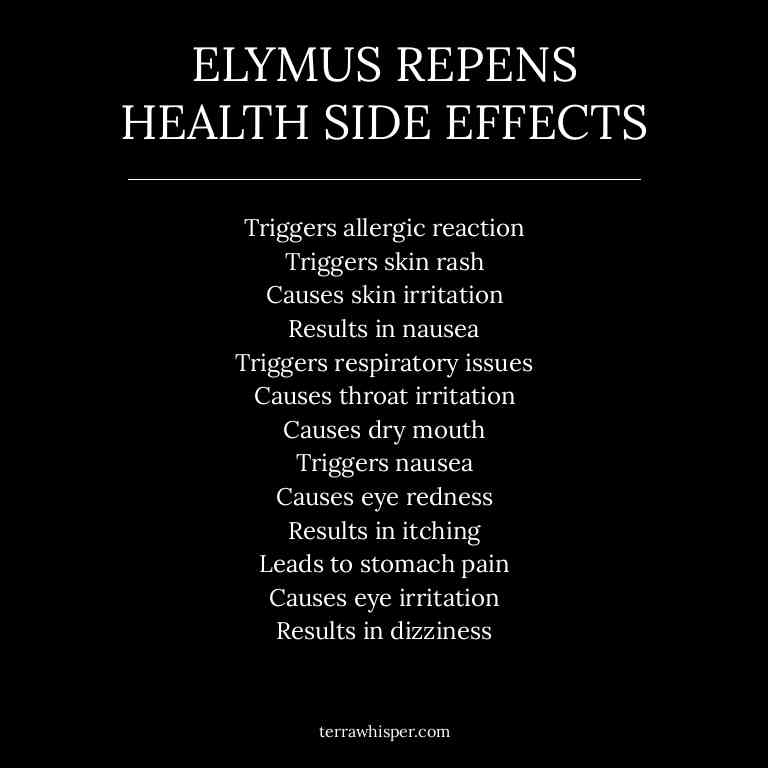 ELYMUS REPENS
HEALTH SIDE EFFECTS
Triggers allergic reaction
Triggers skin rash
Causes skin irritation
Results in nausea
Triggers respiratory issues
Causes throat irritation
Causes dry mouth
Triggers nausea
Causes eye redness
Results in itching
Leads to stomach pain
Causes eye irritation
Results in dizziness
terrawhisper.com